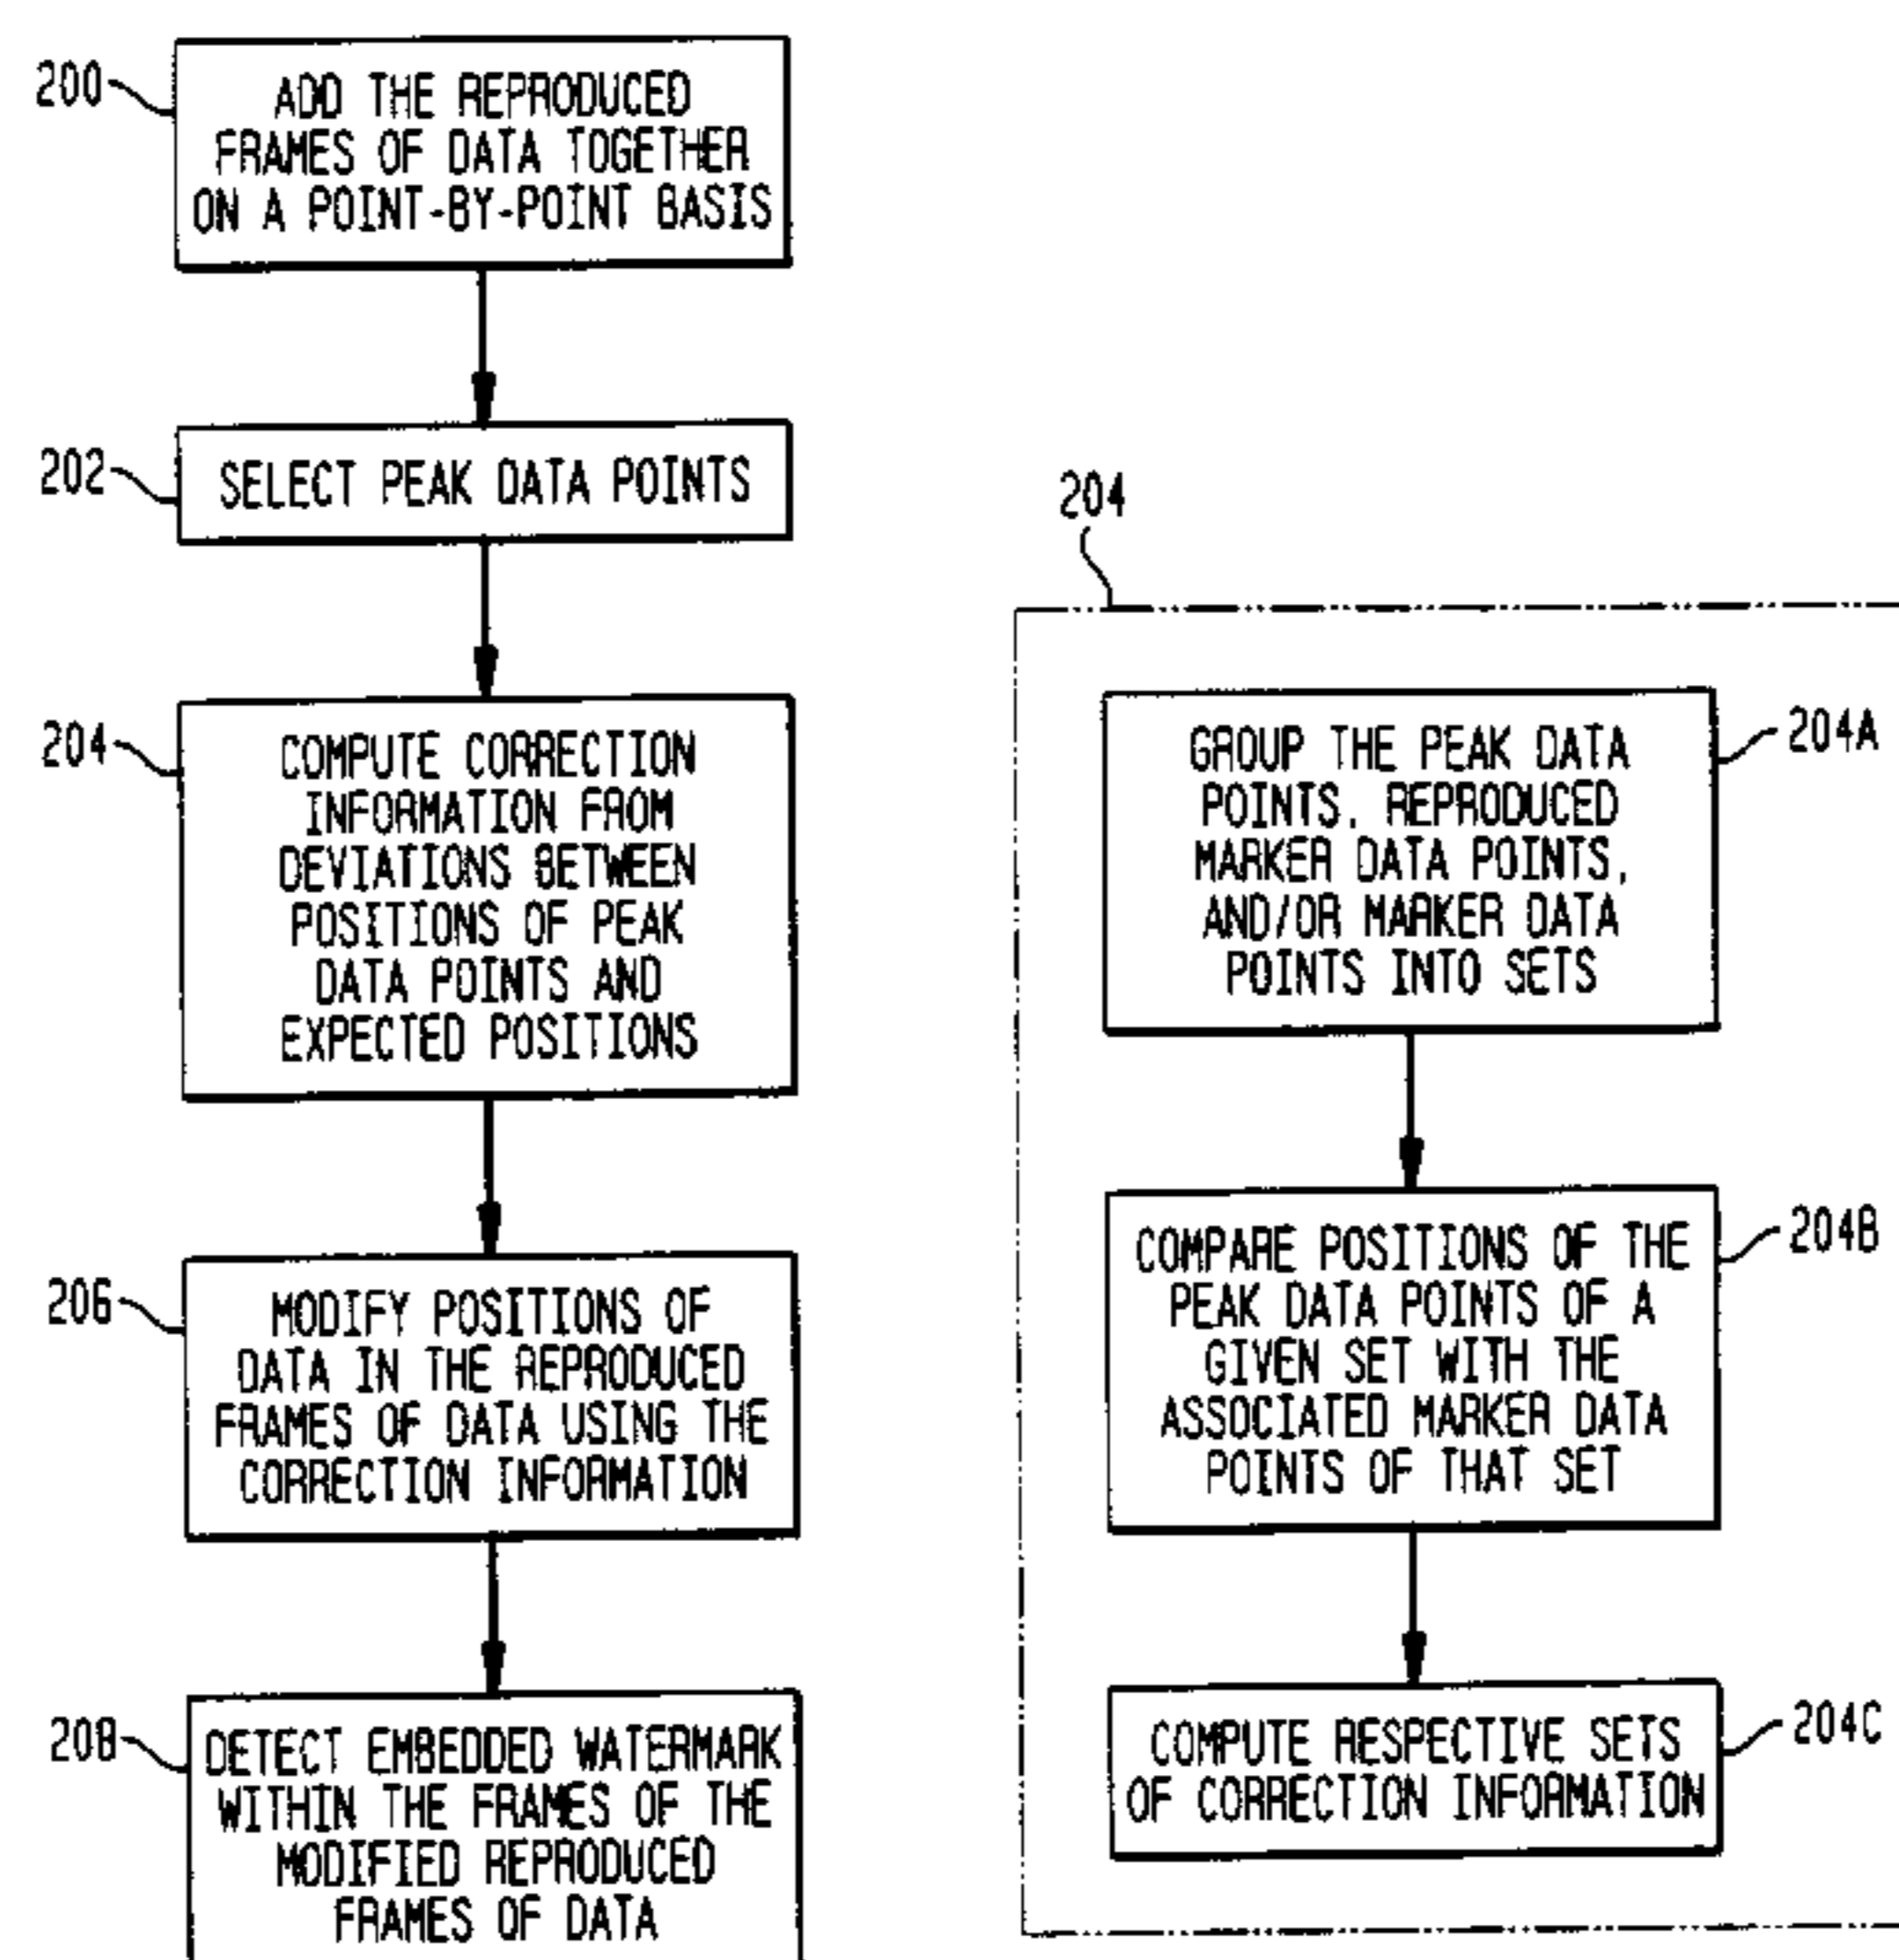 200
ADD THE REPRODUCED
FRAMES OF DATA TOGETHER
ON A POINT-BY-POINT BASIS
202
SELECT PEAK DATA POINTS
204
COMPUTE CORRECTION
INFORMATION FROM
DEVIATIONS BETWEEN
POSITIONS OF PEAK
DATA POINTS AND
EXPECTED POSITIONS
206
MODIFY POSITIONS OF
DATA IN THE REPRODUCED
FRAMES OF DATA USING THE
CORRECTION INFORMATION
208
DETECT EMBEDDED WATERMARK
WITHIN THE FRAMES OF THE
MODIFIED REPRODUCED
FRAMES OF DATA
204
204A
GROUP THE PEAK DATA
POINTS, REPRODUCED
MARKER DATA POINTS,
AND/OR MARKER DATA
POINTS INTO SETS
204B
COMPARE POSITIONS OF THE
PEAK DATA POINTS OF A
GIVEN SET WITH THE
ASSOCIATED MARKER DATA
POINTS OF THAT SET
204C
COMPUTE RESPECTIVE SETS
OF CORRECTION INFORMATION